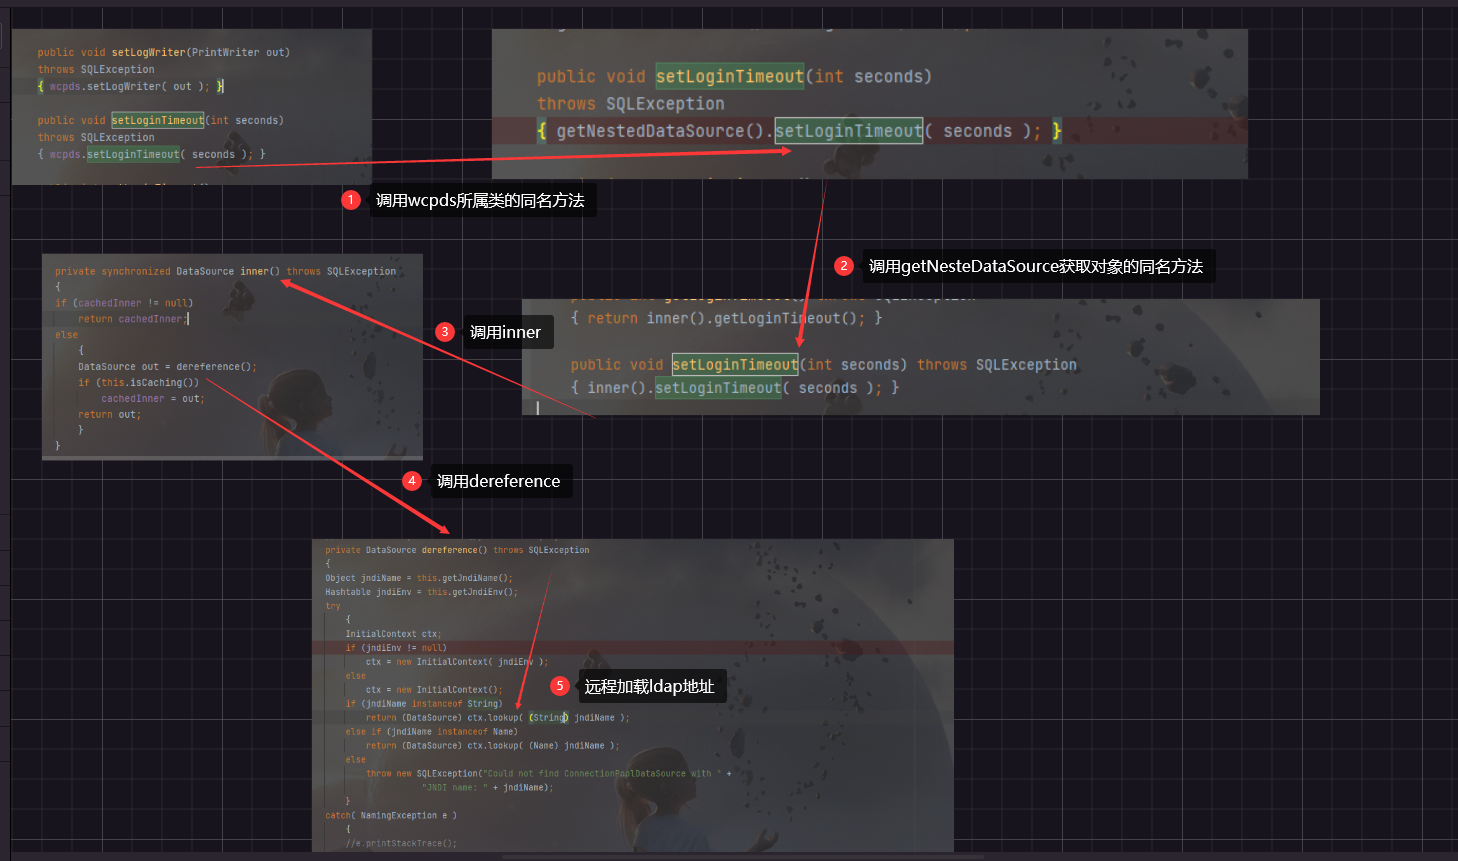 public void setLogWriter(PrintWriter out)
throws SQLException
{ wcpds.setLogWriter( out ); }
public void setLoginTimeout(int seconds)
throws SQLException
{ wcpds.setLoginTimeout( seconds ); }
public void setLoginTimeout(int seconds)
throws SQLException
{ getNestedDataSource().setLoginTimeout( seconds ); }
1 调用wcpds所属类的同名方法
2 调用getNesteDataSource获取对象的同名方法
private synchronized DataSource inner() throws SQLException
{
if (cachedInner != null)
return cachedInner;
else
{
DataSource out = dereference();
if (this.isCaching())
cachedInner = out;
return out;
}
}
3 调用inner
{ return inner().getLoginTimeout(); }
public void setLoginTimeout(int seconds) throws SQLException
{ inner().setLoginTimeout( seconds ); }
4 调用dereference
private DataSource dereference() throws SQLException
{
Object jndiName = this.getJndiName();
Hashtable jndiEnv = this.getJndiEnv();
try
{
InitialContext ctx;
if (jndiEnv != null)
ctx = new InitialContext( jndiEnv );
else
ctx = new InitialContext();
if (jndiName instanceof String)
return (DataSource) ctx.lookup( (String) jndiName );
else if (jndiName instanceof Name)
return (DataSource) ctx.lookup( (Name) jndiName );
else
throw new SQLException("Could not find ConnectionPoolDataSource with " +
"JNDI name: " + jndiName);
}
catch( NamingException e )
{
//e.printStackTrace();
5 远程加载ldap地址